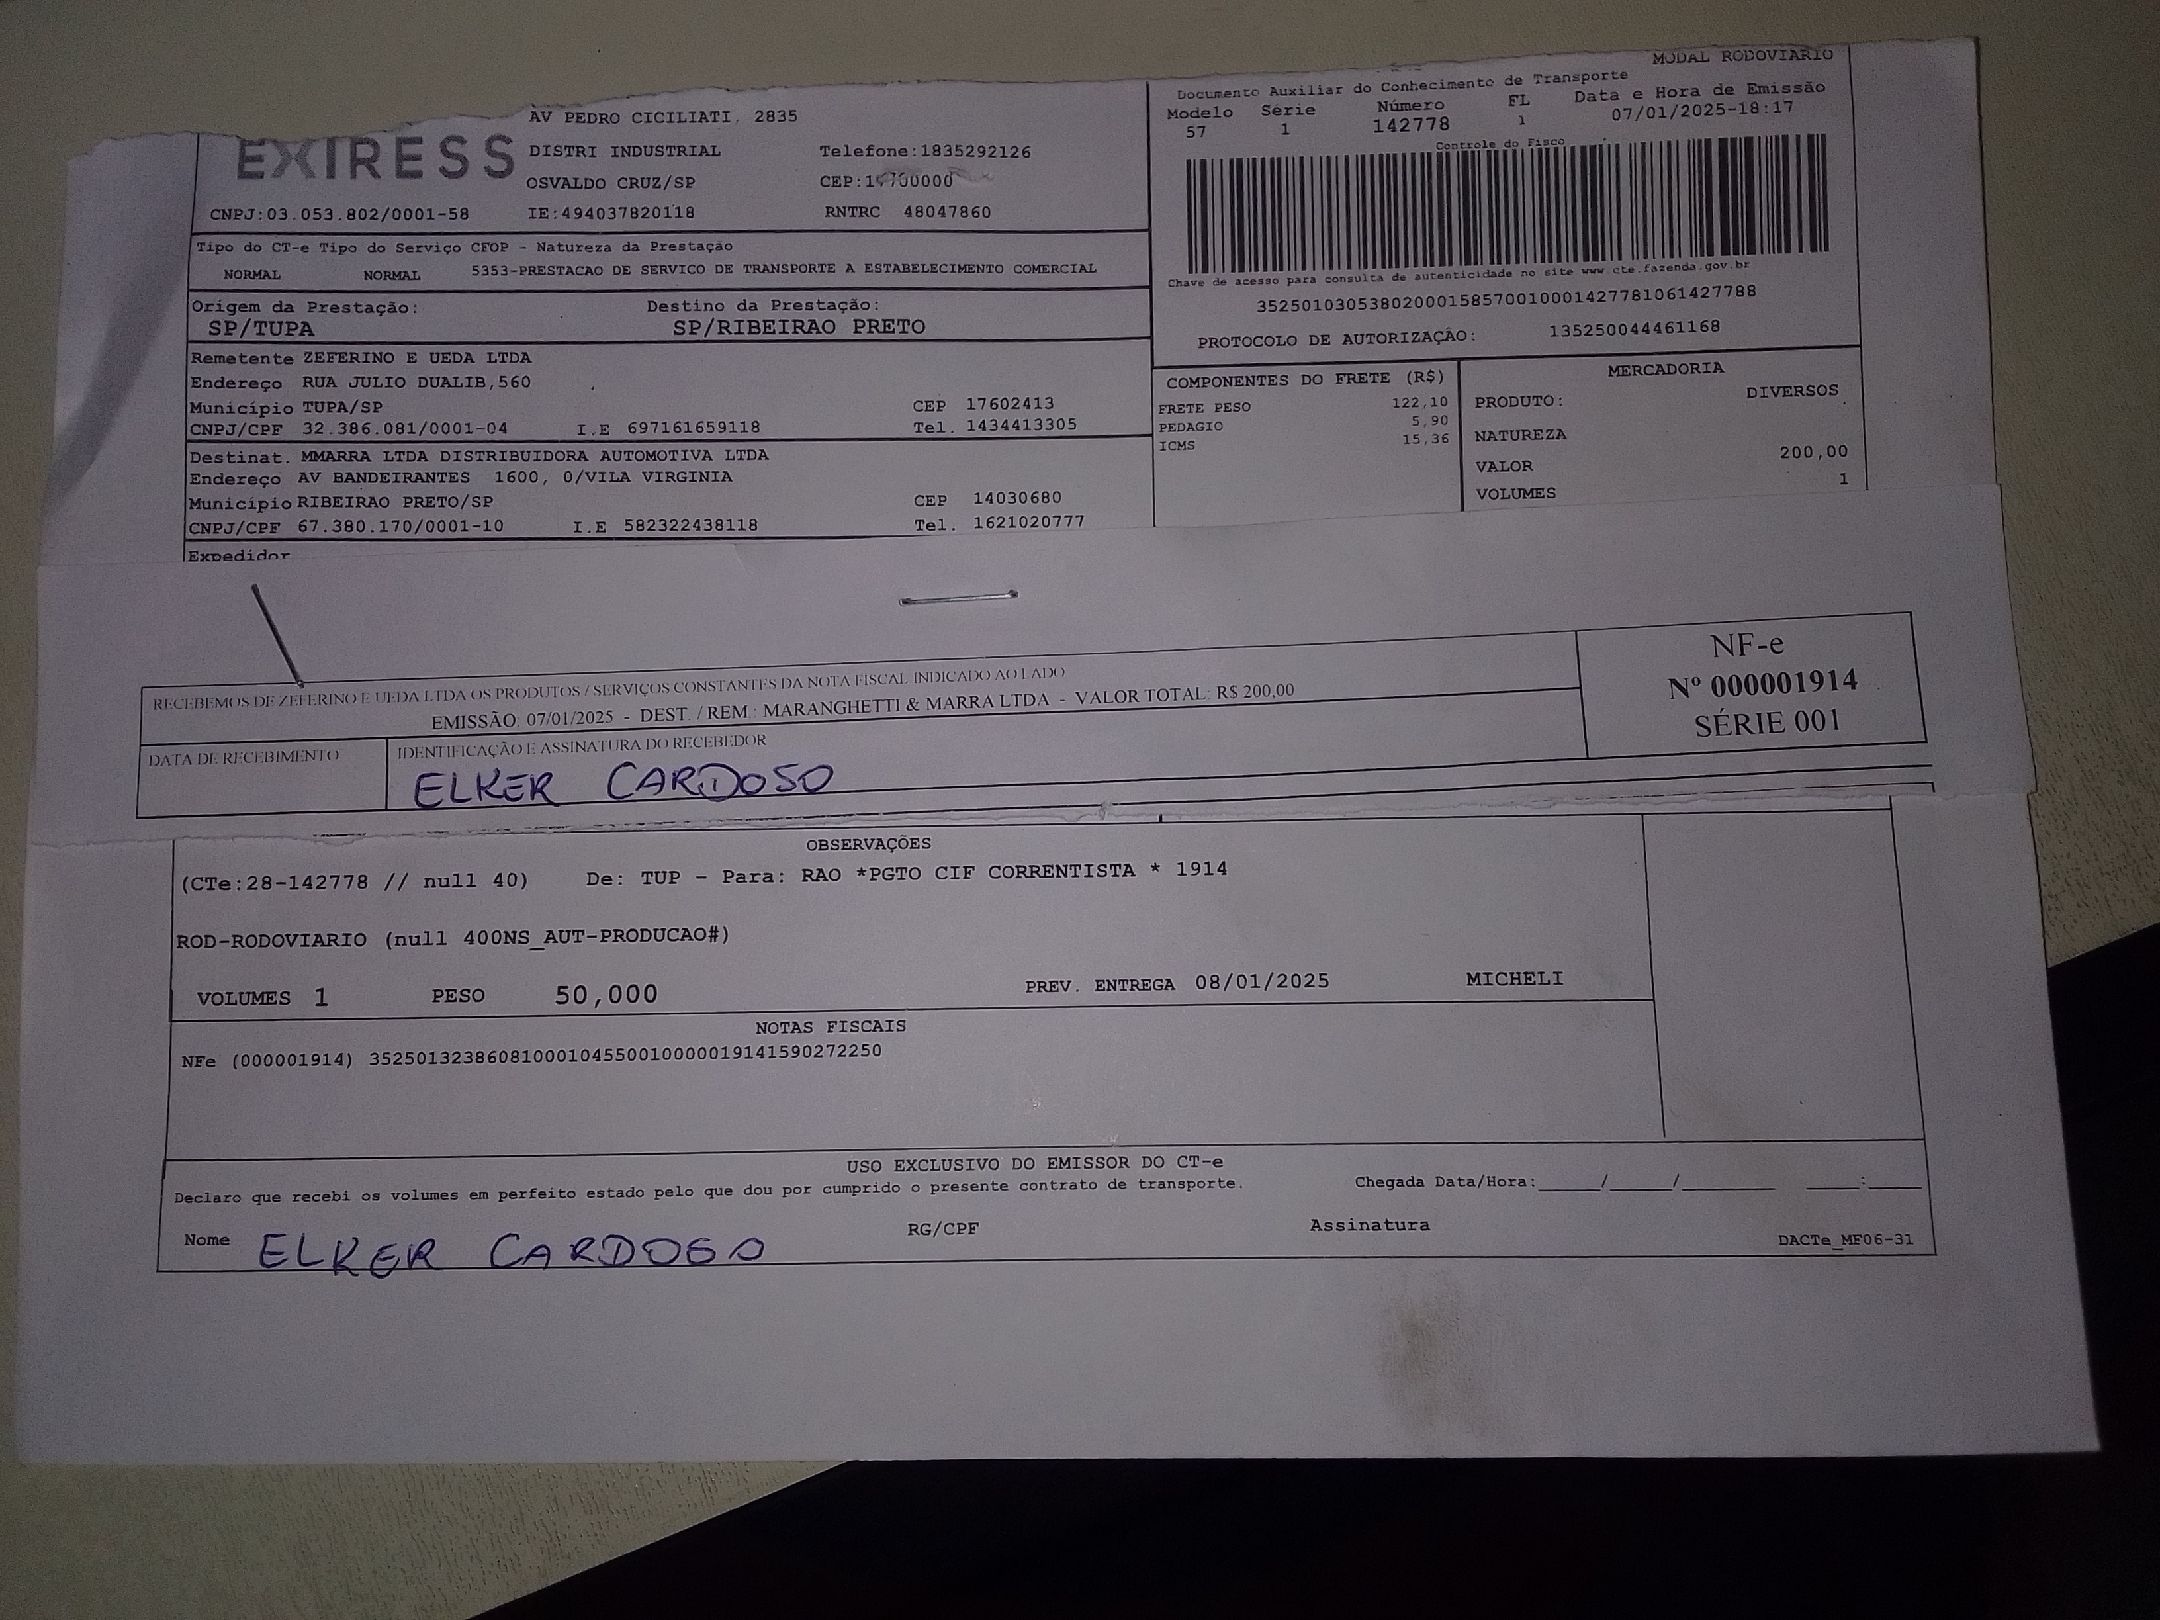 MODAL RODOVIARIO
EXIRESS
AV PEDRO CICILIATI, 2835
DISTRI INDUSTRIAL Telefone:1835292126
OSVALDO CRUZ/SP
CNPJ:03.053.802/0001-58 IE:494037820118 RNTRC 48047860
Documento Auxiliar do Conhecimento de Transporte
Modelo Serie Número FL Data e Hora de Emissão
57 1 142778 1 07/01/2025-18:17
Controle do Fisco
Chave de acesso para consulta de autenticidade no site www cte.fazenda.gov.br
35250103053802000158570010001427781061427788
PROTOCOLO DE AUTORIZAÇÃO: 135250044461168
Tipo do CT-e Tipo do Serviço CFOP - Natureza da Prestação
NORMAL NORMAL 5353-PRESTACAO DE SERVICO DE TRANSPORTE A ESTABELECIMENTO COMERCIAL
Origem da Prestação: Destino da Prestação:
SP/TUPA SP/RIBEIRAO PRETO
Remetente ZEFERINO E UEDA LTDA
Endereço RUA JULIO DUALIB,560
Município TUPA/SP CEP 17602413
CNPJ/CPF 32.386.081/0001-04 I.E 697161659118 Tel. 1434413305
Destinat. MMARRA LTDA DISTRIBUIDORA AUTOMOTIVA LTDA
Endereço AV BANDEIRANTES 1600, 0/VILA VIRGINIA
Município RIBEIRAO PRETO/SP CEP 14030680
CNPJ/CPF 67.380.170/0001-10 I.E 582322438118 Tel. 1621020777
Expedidor
COMPONENTES DO FRETE (R$)
FRETE PESO 122,10
PEDAGIO 5,90
ICMS 15,36
MERCADORIA
PRODUTO: DIVERSOS
NATUREZA
VALOR 200,00
VOLUMES 1
RECEBEMOS DE ZEFERINO E UEDA LTDA OS PRODUTOS / SERVIÇOS CONSTANTES DA NOTA FISCAL INDICADO AO LADO
EMISSÃO: 07/01/2025 - DEST. / REM.: MARANGHETTI & MARRA LTDA - VALOR TOTAL: R$ 200,00
DATA DE RECEBIMENTO IDENTIFICAÇÃO E ASSINATURA DO RECEBEDOR
ELKER CARDOSO
NF-e
Nº 000001914
SÉRIE 001
OBSERVAÇÕES
(CTe:28-142778 // null 40) De: TUP - Para: RAO *PGTO CIF CORRENTISTA * 1914
ROD-RODOVIARIO (null 400NS_AUT-PRODUCAO#)
VOLUMES 1 PESO 50,000 PREV. ENTREGA 08/01/2025 MICHELI
NOTAS FISCAIS
NFe (000001914) 35250132386081000104550010000019141590272250
USO EXCLUSIVO DO EMISSOR DO CT-e
Declaro que recebi os volumes em perfeito estado pelo que dou por cumprido o presente contrato de transporte. Chegada Data/Hora:_____/_____/________ ____:____
Nome ELKER CARDOSO RG/CPF Assinatura
DACTe_MF06-31